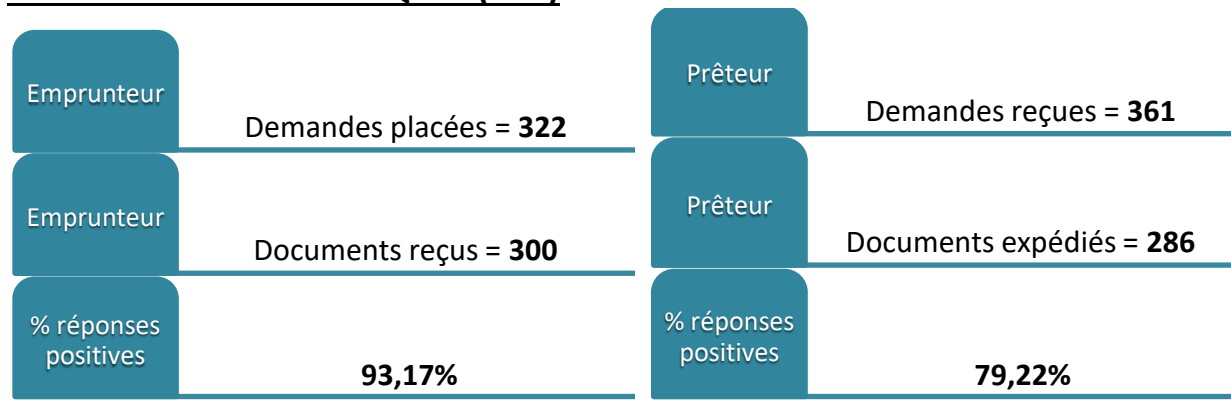 Emprunteur
Demandes placées = 322
Emprunteur
Documents reçus = 300
% réponses
positives
93,17%
Prêteur
Demandes reçues = 361
Prêteur
Documents expédiés = 286
% réponses
positives
79,22%